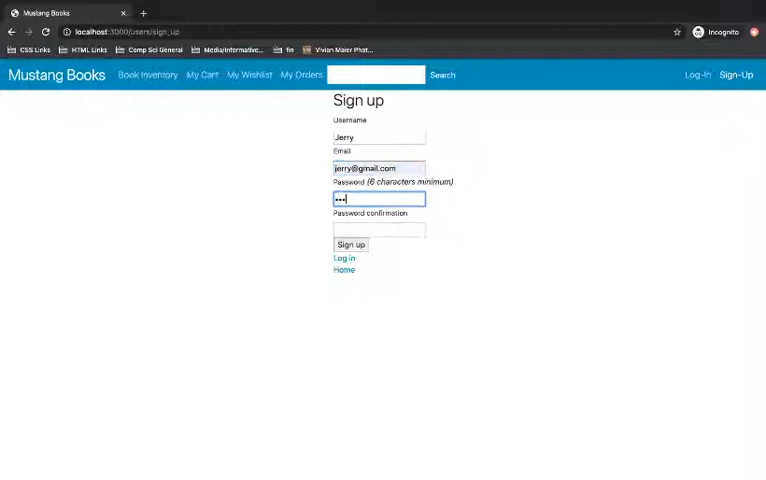 Mustang Books
localhost:3000/users/sign_up
Incognito
CSS Links HTML Links Comp Sci General Media/Informative... fin Vivian Maier Phot...
Mustang Books Book Inventory My Cart My Wishlist My Orders Search Log-In Sign-Up
Sign up
Username
Jerry
Email
jerry@gmail.com
Password (6 characters minimum)
•••
Password confirmation
Sign up
Log in
Home